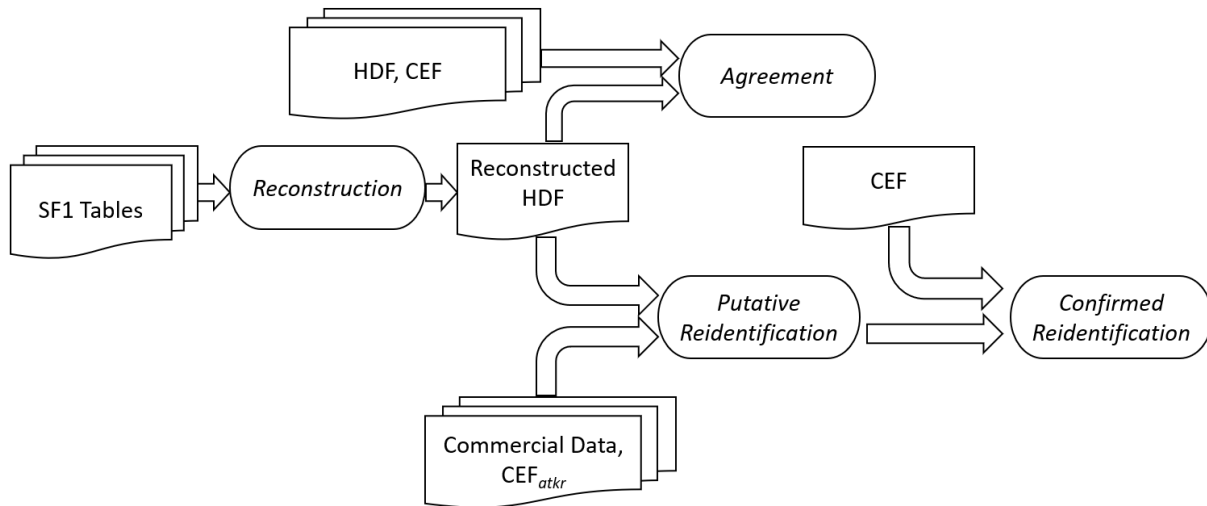 HDF, CEF
Agreement
SF1 Tables
Reconstruction
Reconstructed
HDF
CEF
Putative
Reidentification
Confirmed
Reidentification
Commercial Data,
CEFatkr